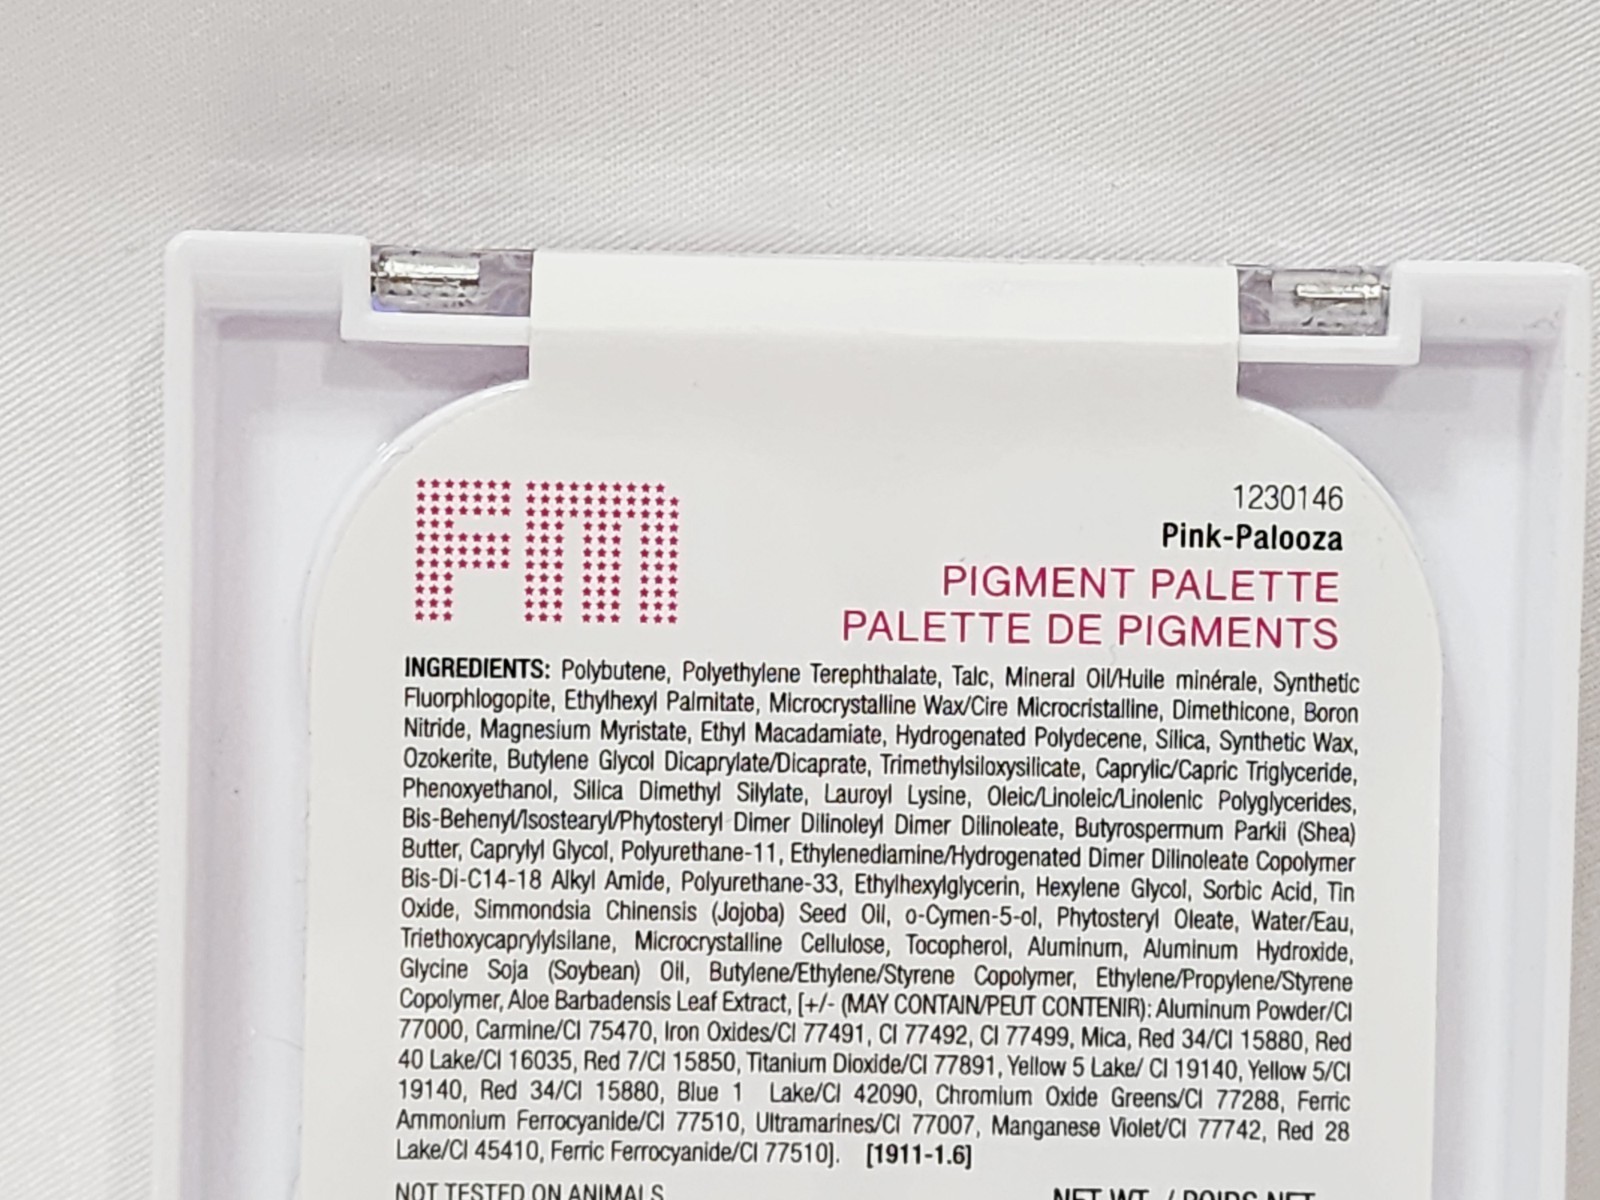 FM
1230146
Pink-Palooza
PIGMENT PALETTE
PALETTE DE PIGMENTS
INGREDIENTS: Polybutene, Polyethylene Terephthalate, Talc, Mineral Oil/Huile minérale, Synthetic
Fluorphlogopite, Ethylhexyl Palmitate, Microcrystalline Wax/Cire Microcristalline, Dimethicone, Boron
Nitride, Magnesium Myristate, Ethyl Macadamiate, Hydrogenated Polydecene, Silica, Synthetic Wax,
Ozokerite, Butylene Glycol Dicaprylate/Dicaprate, Trimethylsiloxysilicate, Caprylic/Capric Triglyceride,
Phenoxyethanol, Silica Dimethyl Silylate, Lauroyl Lysine, Oleic/Linoleic/Linolenic Polyglycerides,
Bis-Behenyl/Isostearyl/Phytosteryl Dimer Dilinoleyl Dimer Dilinoleate, Butyrospermum Parkii (Shea)
Butter, Caprylyl Glycol, Polyurethane-11, Ethylenediamine/Hydrogenated Dimer Dilinoleate Copolymer
Bis-Di-C14-18 Alkyl Amide, Polyurethane-33, Ethylhexylglycerin, Hexylene Glycol, Sorbic Acid, Tin
Oxide, Simmondsia Chinensis (Jojoba) Seed Oil, o-Cymen-5-ol, Phytosteryl Oleate, Water/Eau,
Triethoxycaprylylsilane, Microcrystalline Cellulose, Tocopherol, Aluminum, Aluminum Hydroxide,
Glycine Soja (Soybean) Oil, Butylene/Ethylene/Styrene Copolymer, Ethylene/Propylene/Styrene
Copolymer, Aloe Barbadensis Leaf Extract, [+/- (MAY CONTAIN/PEUT CONTENIR): Aluminum Powder/CI
77000, Carmine/CI 75470, Iron Oxides/CI 77491, CI 77492, CI 77499, Mica, Red 34/CI 15880, Red
40 Lake/CI 16035, Red 7/CI 15850, Titanium Dioxide/CI 77891, Yellow 5 Lake/ CI 19140, Yellow 5/CI
19140, Red 34/CI 15880, Blue 1 Lake/CI 42090, Chromium Oxide Greens/CI 77288, Ferric
Ammonium Ferrocyanide/CI 77510, Ultramarines/CI 77007, Manganese Violet/CI 77742, Red 28
Lake/CI 45410, Ferric Ferrocyanide/CI 77510]. [1911-1.6]
NOT TESTED ON ANIMALS
NET WT. / POIDS NET